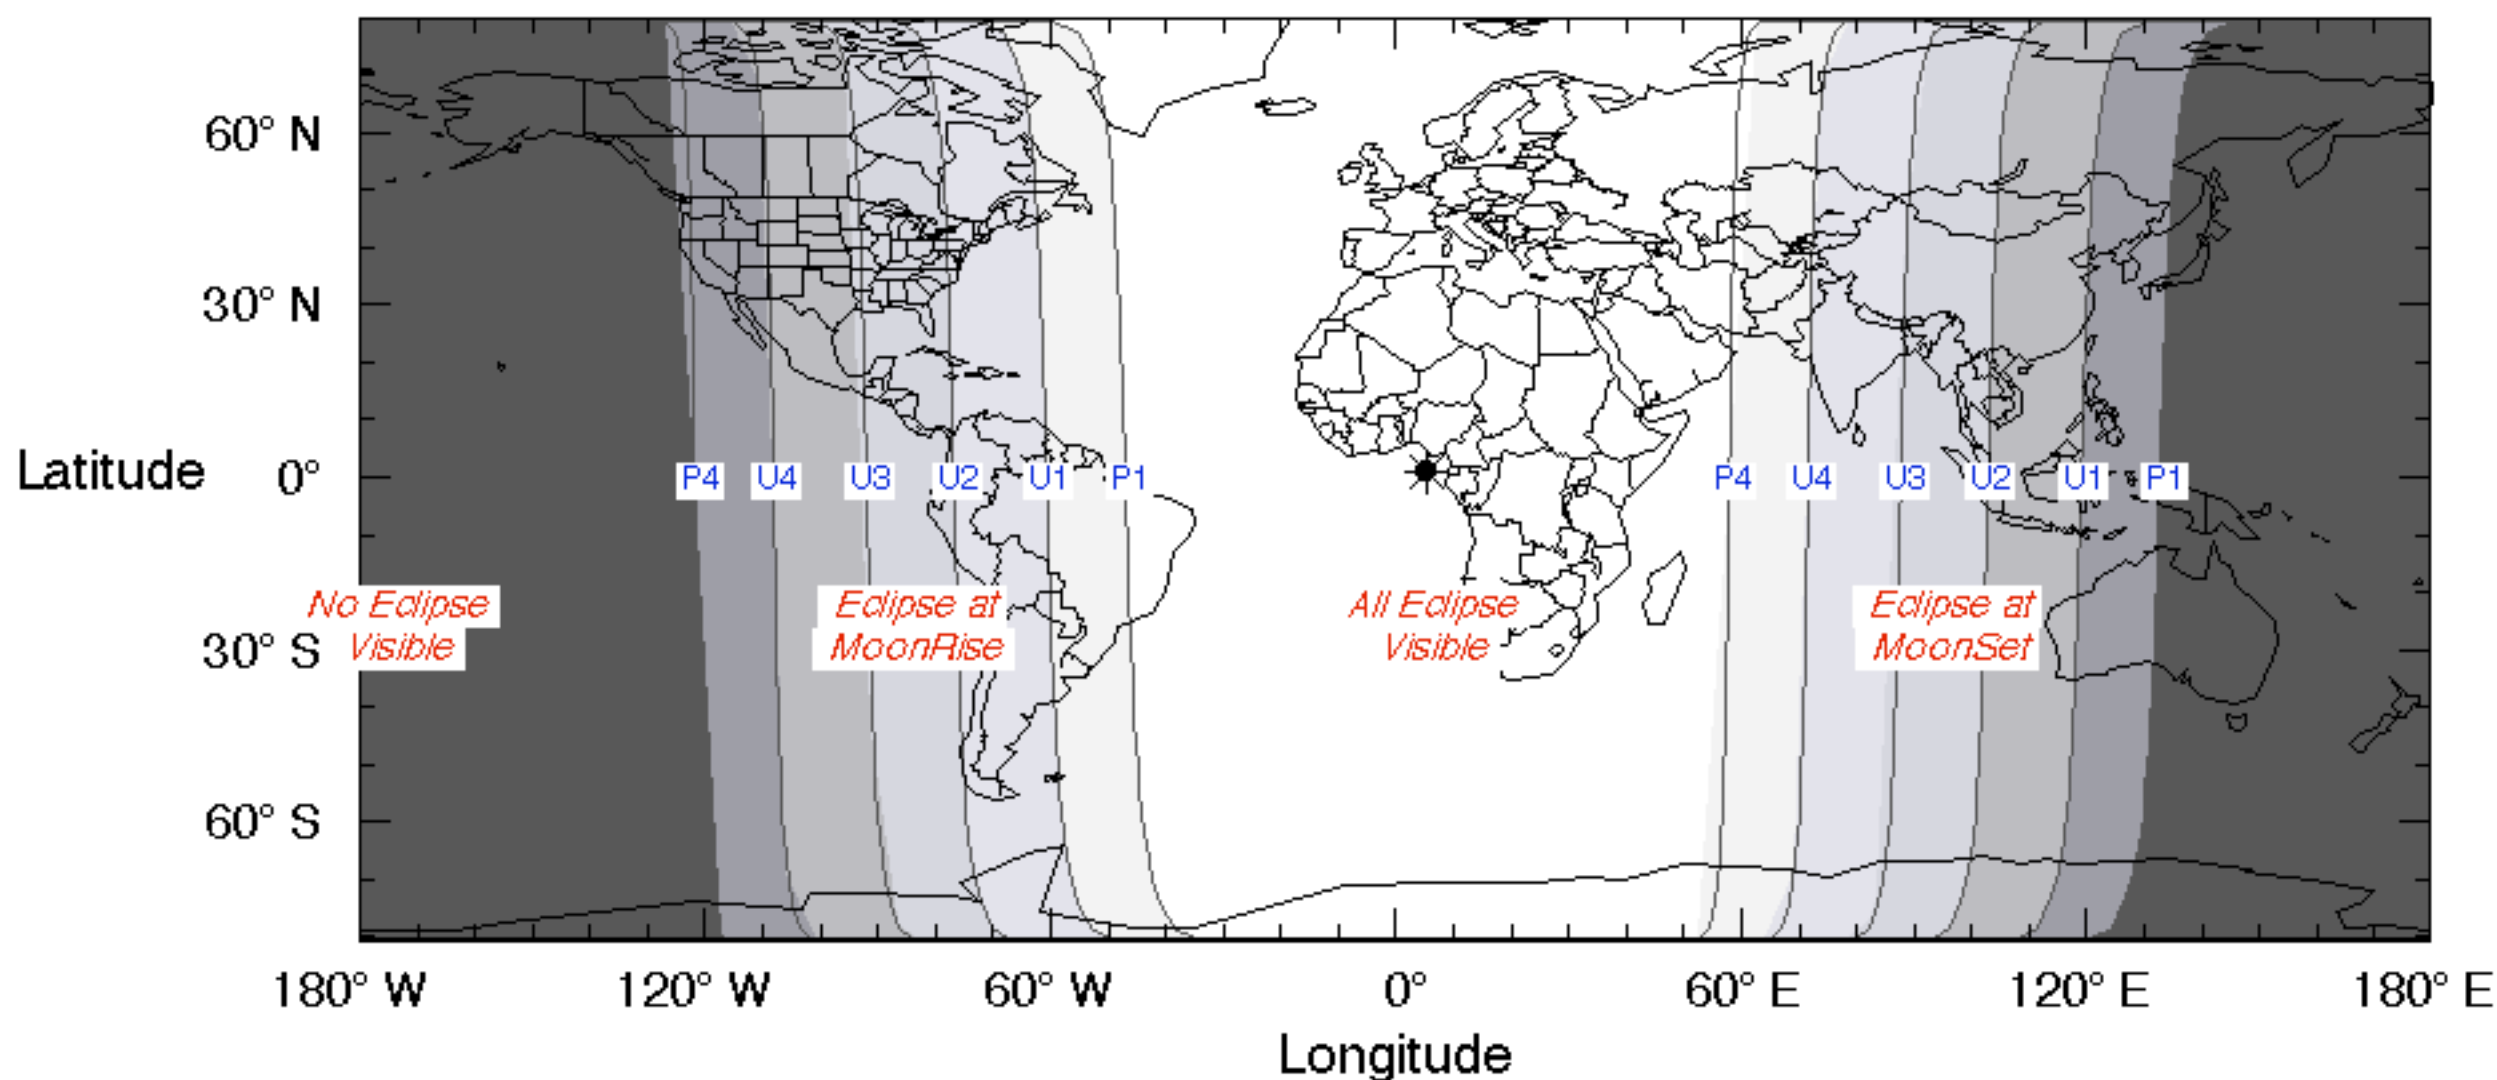 60° N
30° N
Latitude 0°
P4 U4 U3 U2 U1 P1 P4 U4 U3 U2 U1 P1
No Eclipse
Visible
Eclipse at
MoonRise
All Eclipse
Visible
Eclipse at
MoonSet
30° S
60° S
180° W 120° W 60° W 0° 60° E 120° E 180° E
Longitude